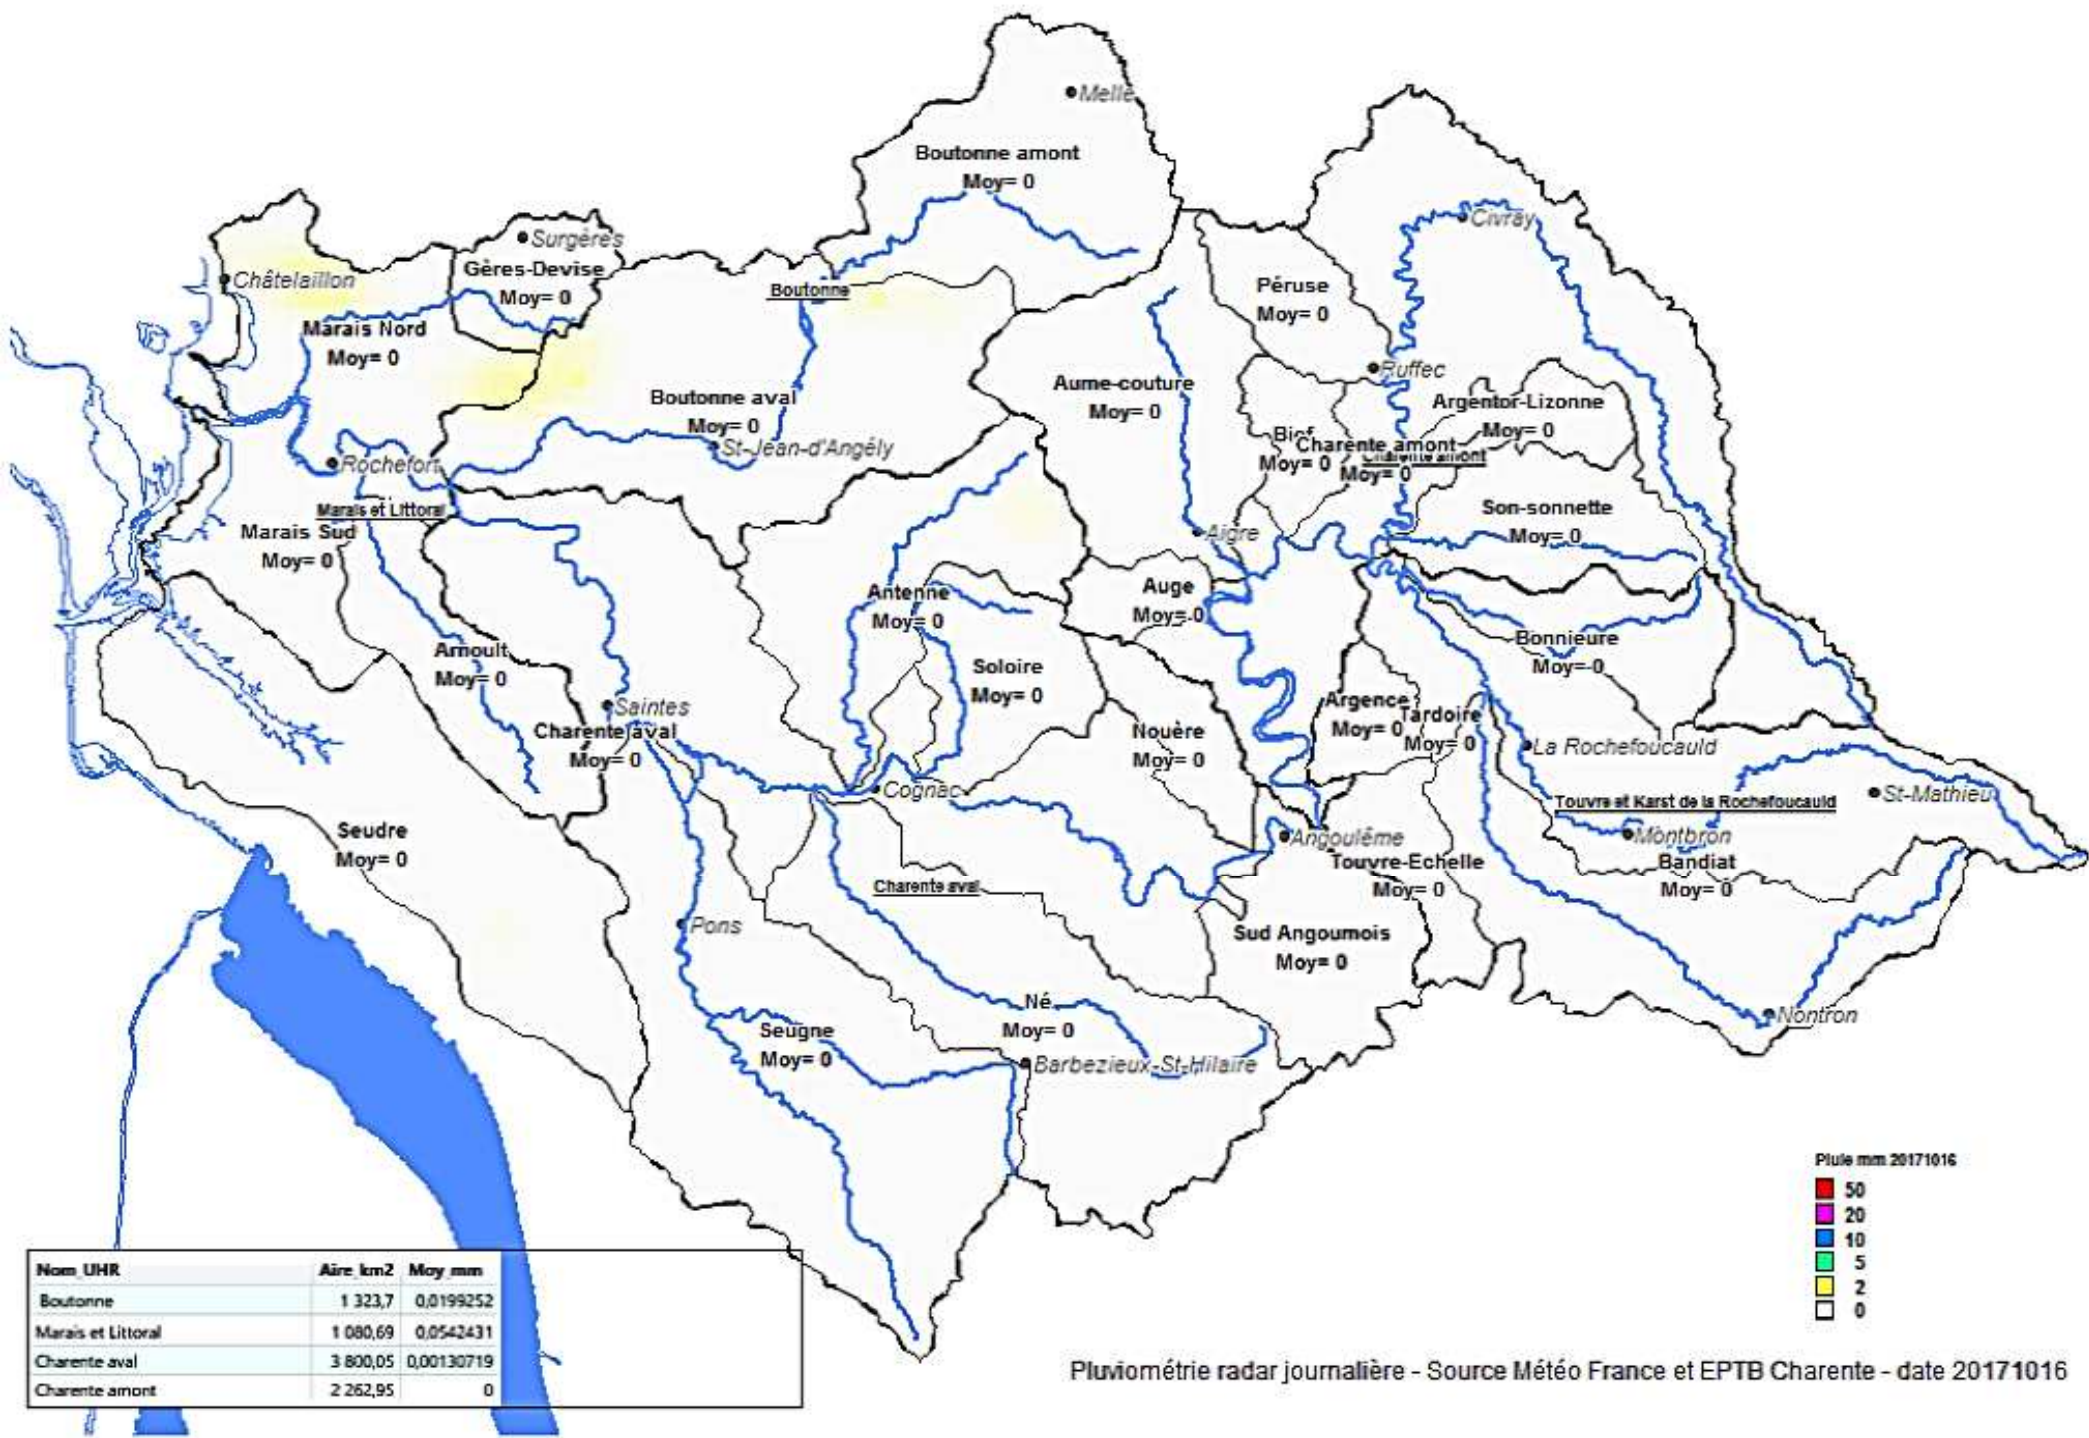 Melle
Boutonne amont
Moy= 0
Civray
Surgères
Gères-Devise
Moy= 0
Châtelaillon
Boutonne
Péruse
Moy= 0
Marais Nord
Moy= 0
Ruffec
Aume-couture
Moy= 0
Boutonne aval
Moy= 0
St-Jean-d'Angély
Argentor-Lizonne
Moy= 0
Bief
Moy= 0
Charente amont
Charente amont
Moy= 0
Rochefort
Marais et Littoral
Marais Sud
Moy= 0
Son-sonnette
Moy= 0
Aigre
Antenne
Moy= 0
Auge
Moy= 0
Bonnieure
Moy= 0
Arnoult
Moy= 0
Soloire
Moy= 0
Saintes
Charente aval
Moy= 0
Nouère
Moy= 0
Argence
Moy= 0
Tardoire
Moy= 0
La Rochefoucauld
Cognac
Touvre et Karst de la Rochefoucauld
St-Mathieu
Seudre
Moy= 0
Angoulême
Montbron
Touvre-Echelle
Moy= 0
Bandiat
Moy= 0
Charente aval
Pons
Sud Angoumois
Moy= 0
Né
Moy= 0
Seugne
Moy= 0
Nontron
Barbezieux-St-Hilaire
Pluie mm 20171016
50
20
10
5
2
0
Nom_UHR Aire_km2 Moy_mm
Boutonne 1 323,7 0,0199252
Marais et Littoral 1 080,69 0,0542431
Charente aval 3 800,05 0,00130719
Charente amont 2 262,95 0
Pluviométrie radar journalière - Source Météo France et EPTB Charente - date 20171016